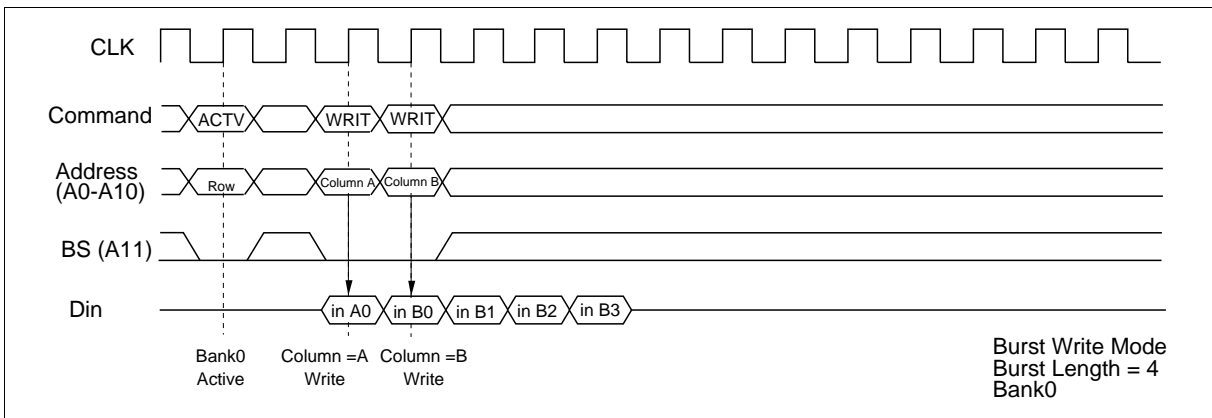 CLK
Command
ACTV
WRIT
WRIT
Address
(A0-A10)
Row
Column A
Column B
BS (A11)
Din
in A0
in B0
in B1
in B2
in B3
Bank0
Active
Column =A
Write
Column =B
Write
Burst Write Mode
Burst Length = 4
Bank0